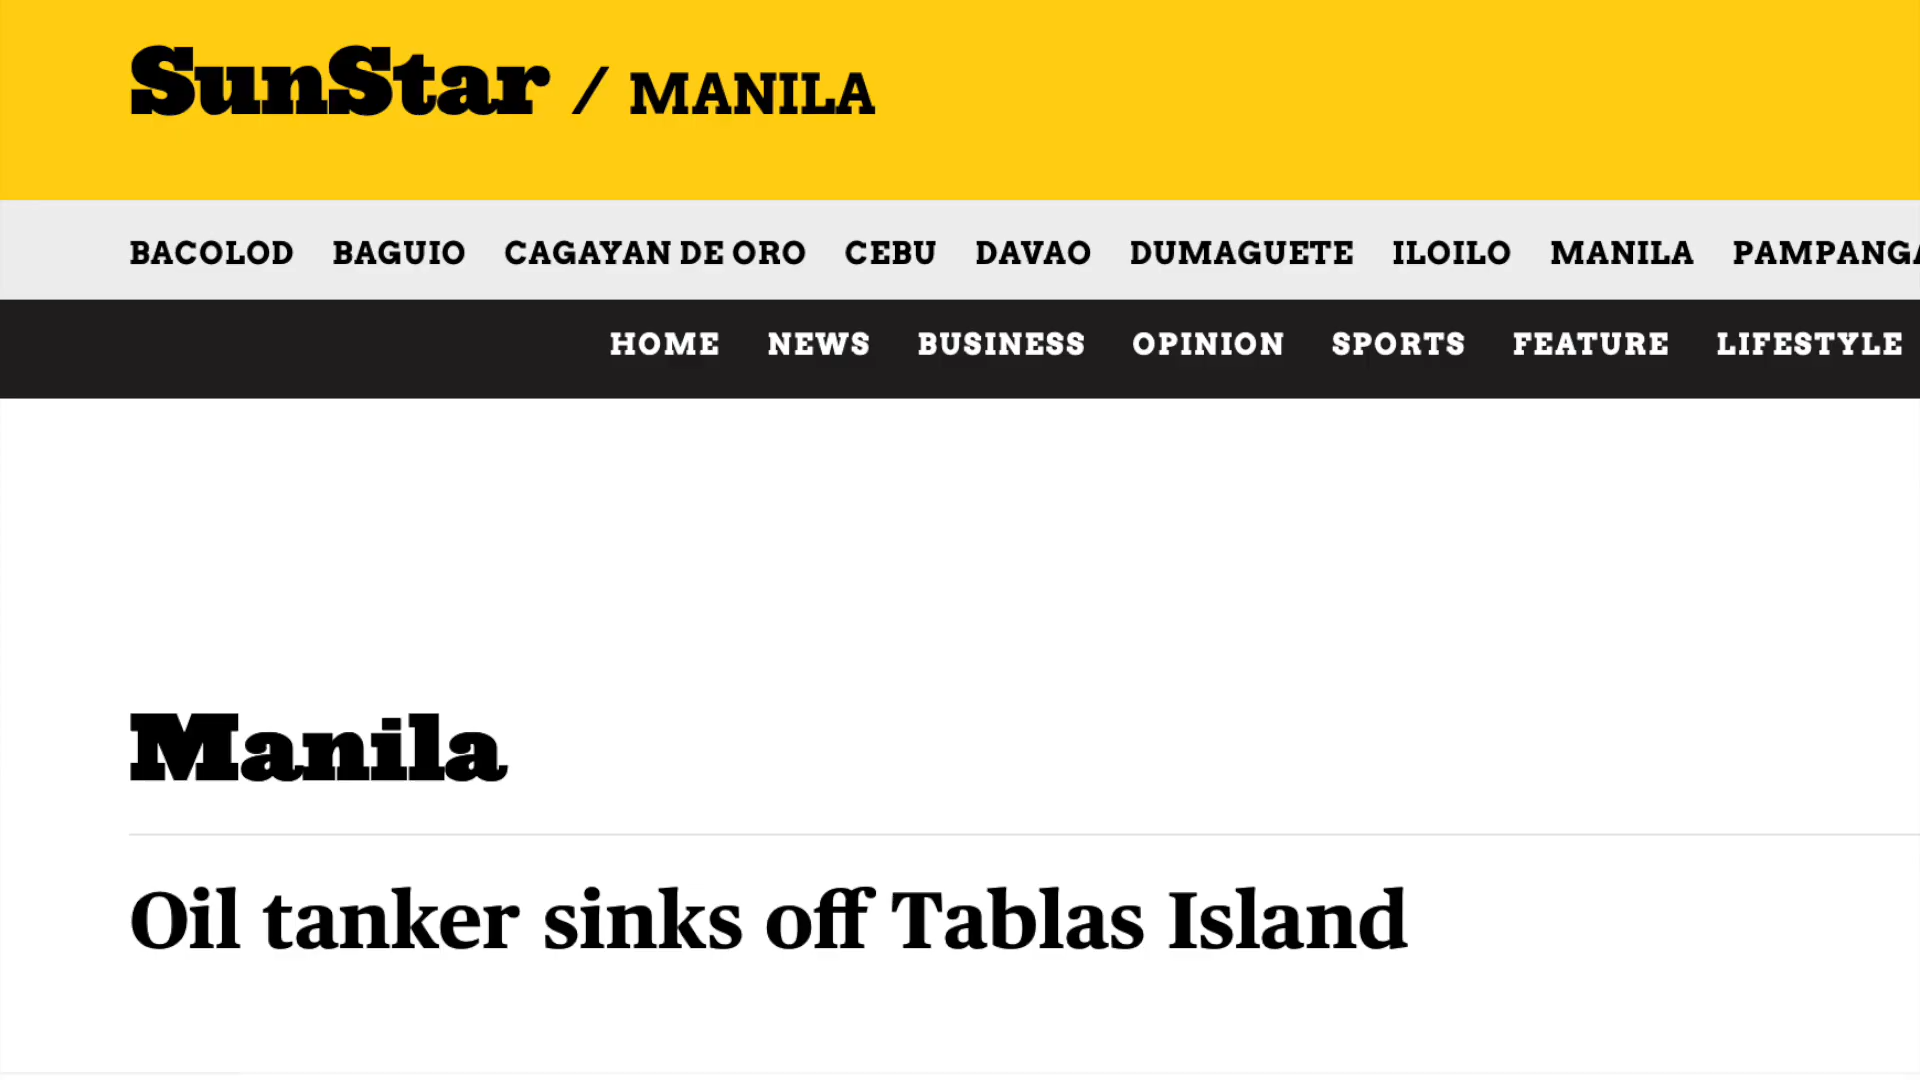 SunStar / MANILA
BACOLOD BAGUIO CAGAYAN DE ORO CEBU DAVAO DUMAGUETE ILOILO MANILA PAMPANGA
HOME NEWS BUSINESS OPINION SPORTS FEATURE LIFESTYLE
Manila
Oil tanker sinks off Tablas Island